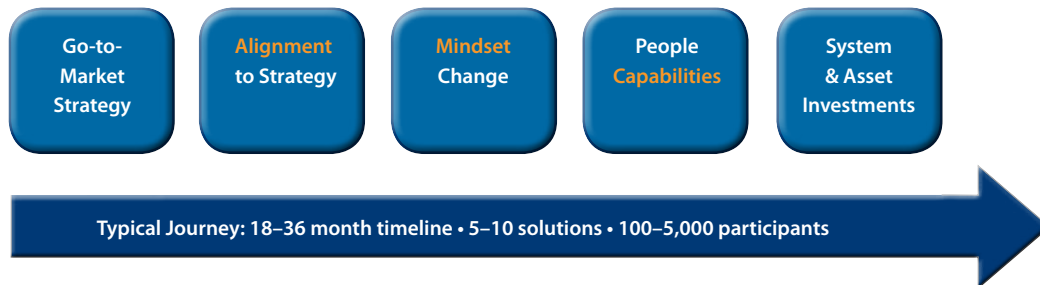 Go-to-
Market
Strategy
Alignment
to Strategy
Mindset
Change
People
Capabilities
System
& Asset
Investments
Typical Journey: 18–36 month timeline • 5–10 solutions • 100–5,000 participants